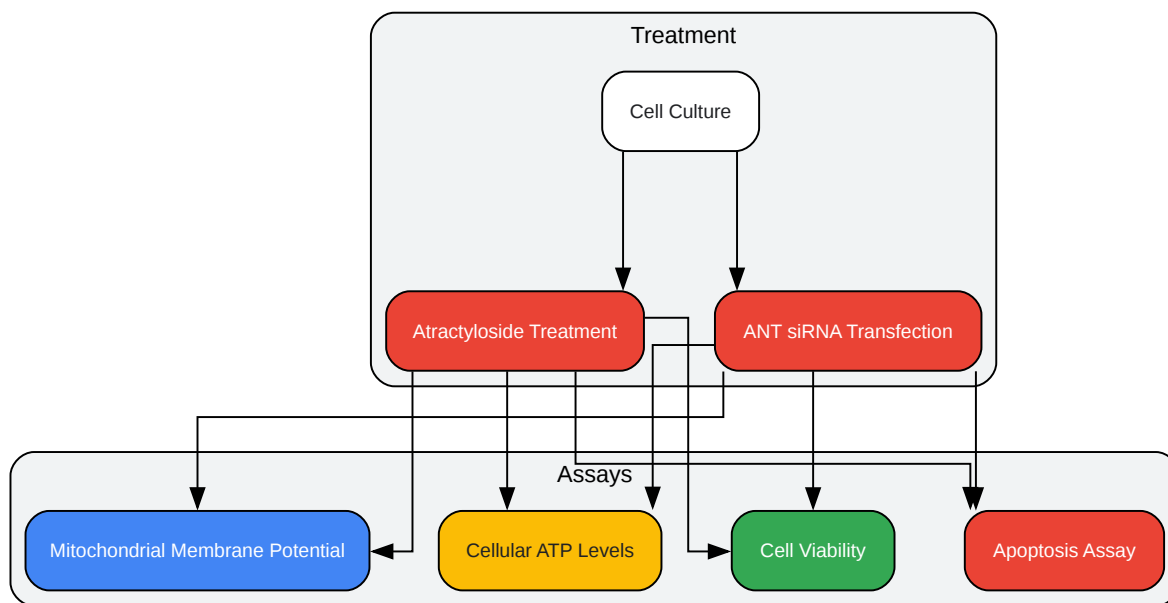 Treatment
Cell Culture
Atractyloside Treatment
ANT siRNA Transfection
Assays
Mitochondrial Membrane Potential
Cellular ATP Levels
Cell Viability
Apoptosis Assay